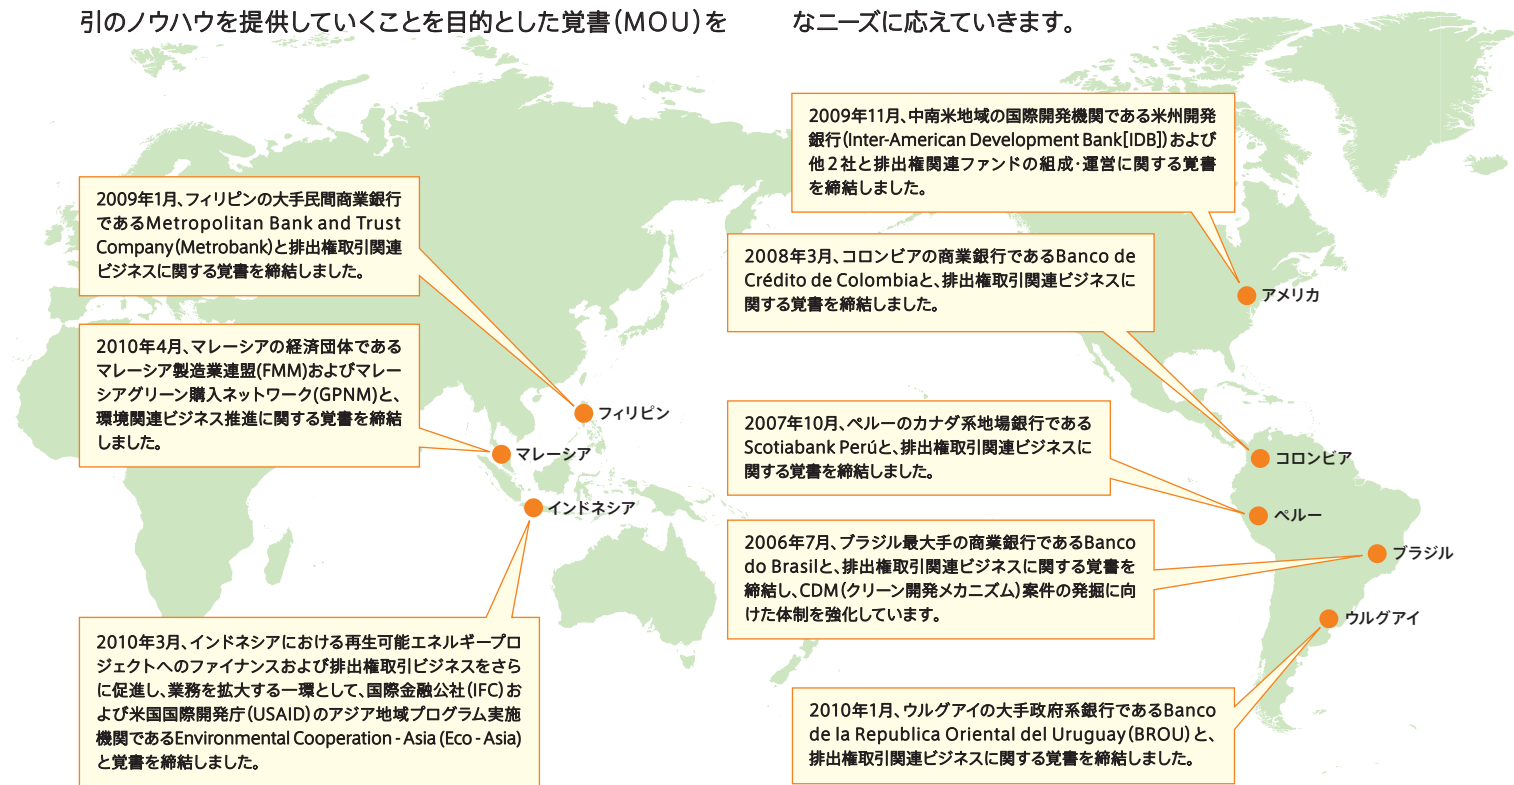 引のノウハウを提供していくことを目的とした覚書（MOU）を
なニーズに応えていきます。
2009年1月、フィリピンの大手民間商業銀行
であるMetropolitan Bank and Trust
Company（Metrobank）と排出権取引関連
ビジネスに関する覚書を締結しました。
2010年4月、マレーシアの経済団体である
マレーシア製造業連盟(FMM)およびマレー
シアグリーン購入ネットワーク(GPNM)と、
環境関連ビジネス推進に関する覚書を締結
しました。
フィリピン
マレーシア
インドネシア
2010年3月、インドネシアにおける再生可能エネルギープロ
ジェクトへのファイナンスおよび排出権取引ビジネスをさら
に促進し、業務を拡大する一環として、国際金融公社（IFC）お
よび米国国際開発庁（USAID）のアジア地域プログラム実施
機関であるEnvironmental Cooperation - Asia (Eco - Asia)
と覚書を締結しました。
2009年11月、中南米地域の国際開発機関である米州開発
銀行(Inter-American Development Bank[IDB])および
他２社と排出権関連ファンドの組成・運営に関する覚書
を締結しました。
アメリカ
2008年3月、コロンビアの商業銀行であるBanco de
Crédito de Colombiaと、排出権取引関連ビジネスに
関する覚書を締結しました。
コロンビア
2007年10月、ペルーのカナダ系地場銀行である
Scotiabank Perúと、排出権取引関連ビジネスに
関する覚書を締結しました。
ペルー
2006年7月、ブラジル最大手の商業銀行であるBanco
do Brasilと、排出権取引関連ビジネスに関する覚書を
締結し、CDM（クリーン開発メカニズム）案件の発掘に向
けた体制を強化しています。
ブラジル
ウルグアイ
2010年1月、ウルグアイの大手政府系銀行であるBanco
de la Republica Oriental del Uruguay（BROU）と、
排出権取引関連ビジネスに関する覚書を締結しました。